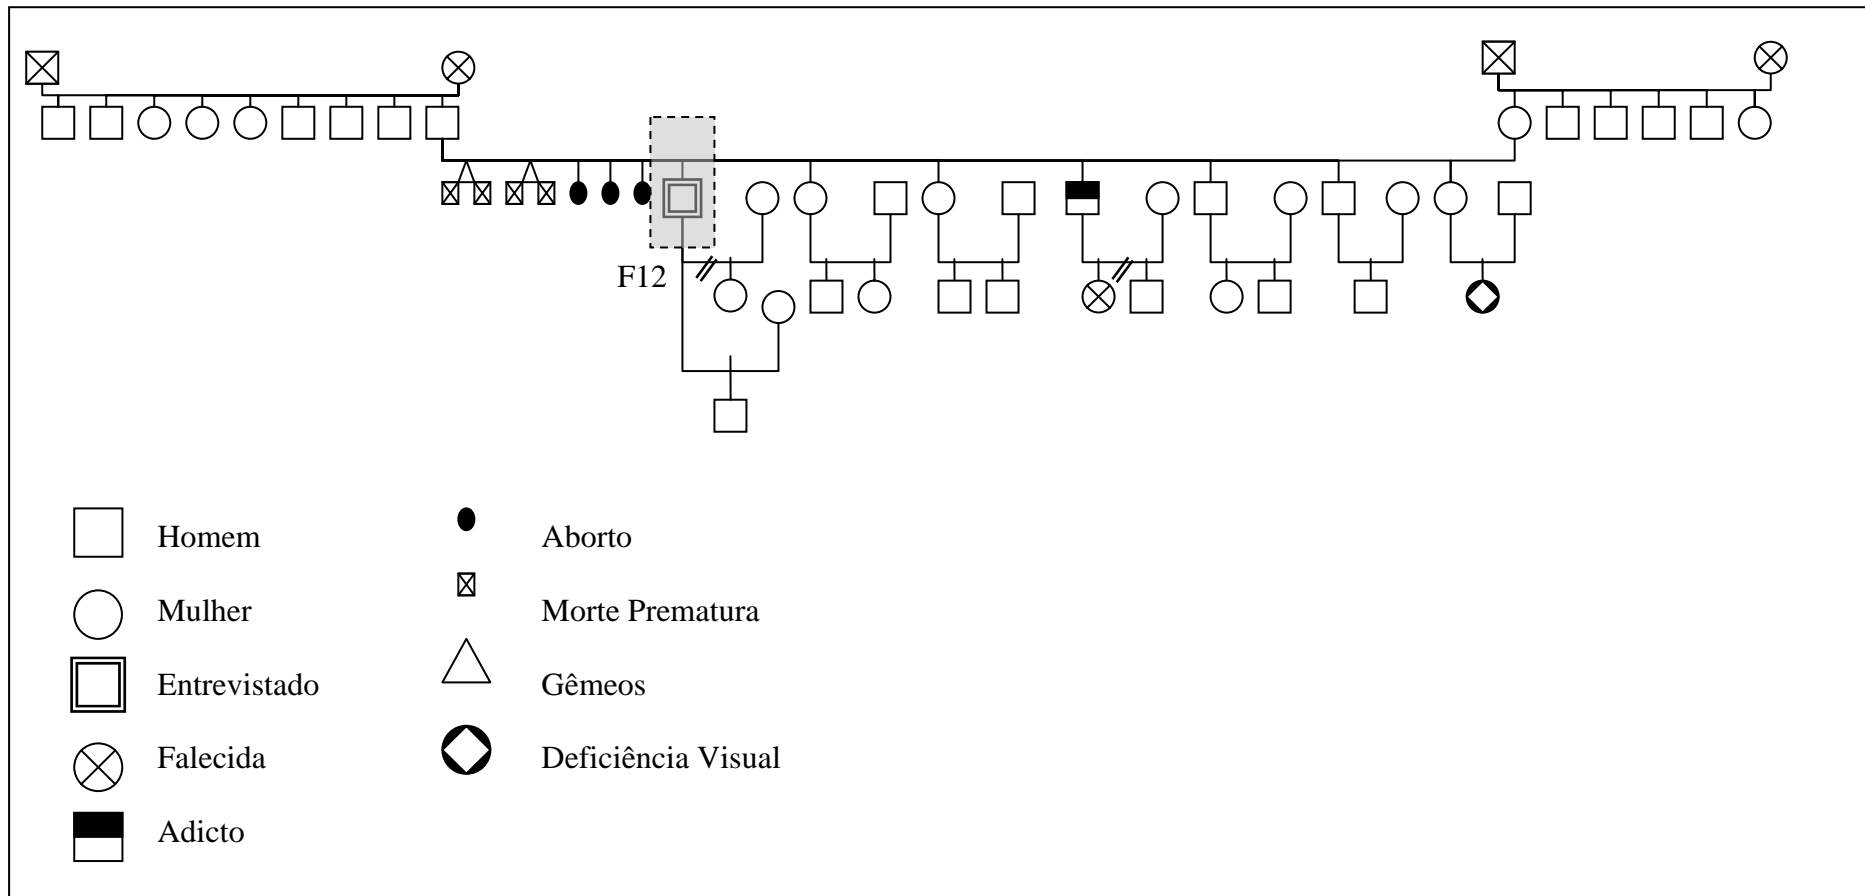 F12
Homem
Aborto
Mulher
Morte Prematura
Entrevistado
Gêmeos
Falecida
Deficiência Visual
Adicto